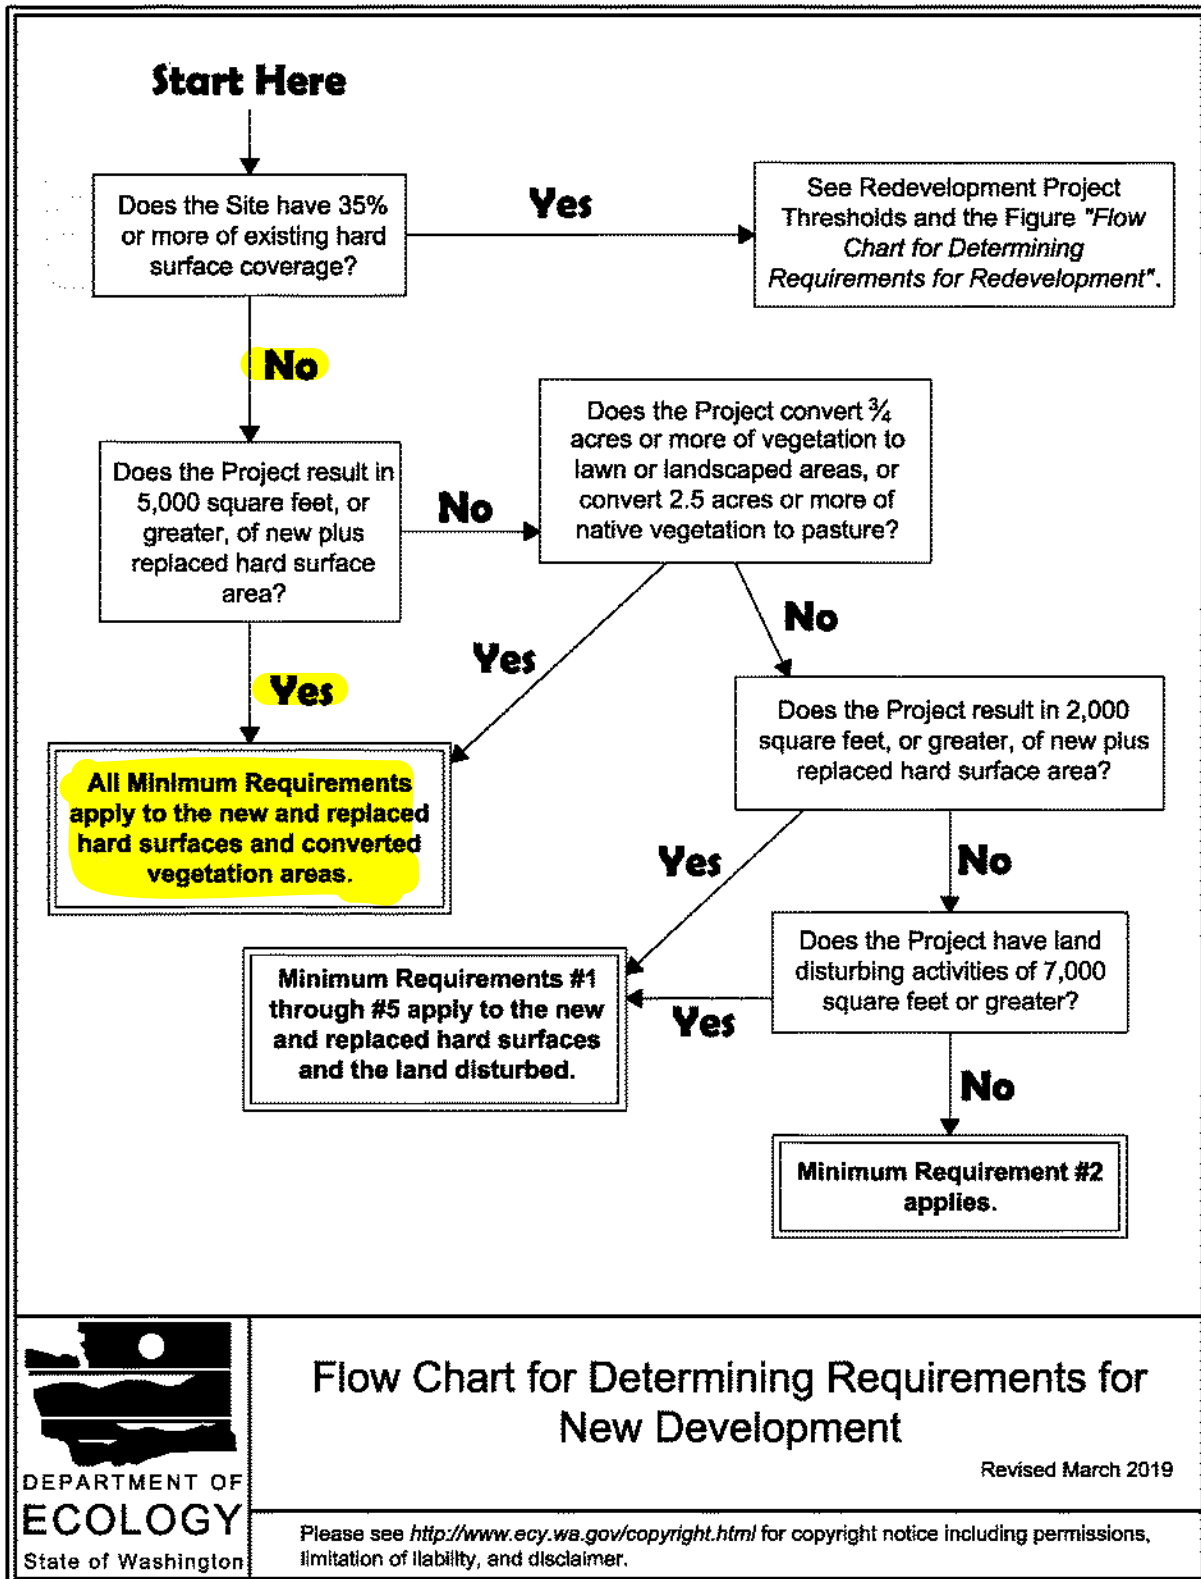 Start Here
Does the Site have 35%
or more of existing hard
surface coverage?
Yes
See Redevelopment Project
Thresholds and the Figure "Flow
Chart for Determining
Requirements for Redevelopment".
No
Does the Project result in
5,000 square feet, or
greater, of new plus
replaced hard surface
area?
No
Does the Project convert ¾
acres or more of vegetation to
lawn or landscaped areas, or
convert 2.5 acres or more of
native vegetation to pasture?
Yes
Yes
No
All Minimum Requirements
apply to the new and replaced
hard surfaces and converted
vegetation areas.
Does the Project result in 2,000
square feet, or greater, of new plus
replaced hard surface area?
Yes
No
Minimum Requirements #1
through #5 apply to the new
and replaced hard surfaces
and the land disturbed.
Yes
Does the Project have land
disturbing activities of 7,000
square feet or greater?
No
Minimum Requirement #2
applies.
DEPARTMENT OF
ECOLOGY
State of Washington
Flow Chart for Determining Requirements for
New Development
Revised March 2019
Please see http://www.ecy.wa.gov/copyright.html for copyright notice including permissions,
limitation of liability, and disclaimer.